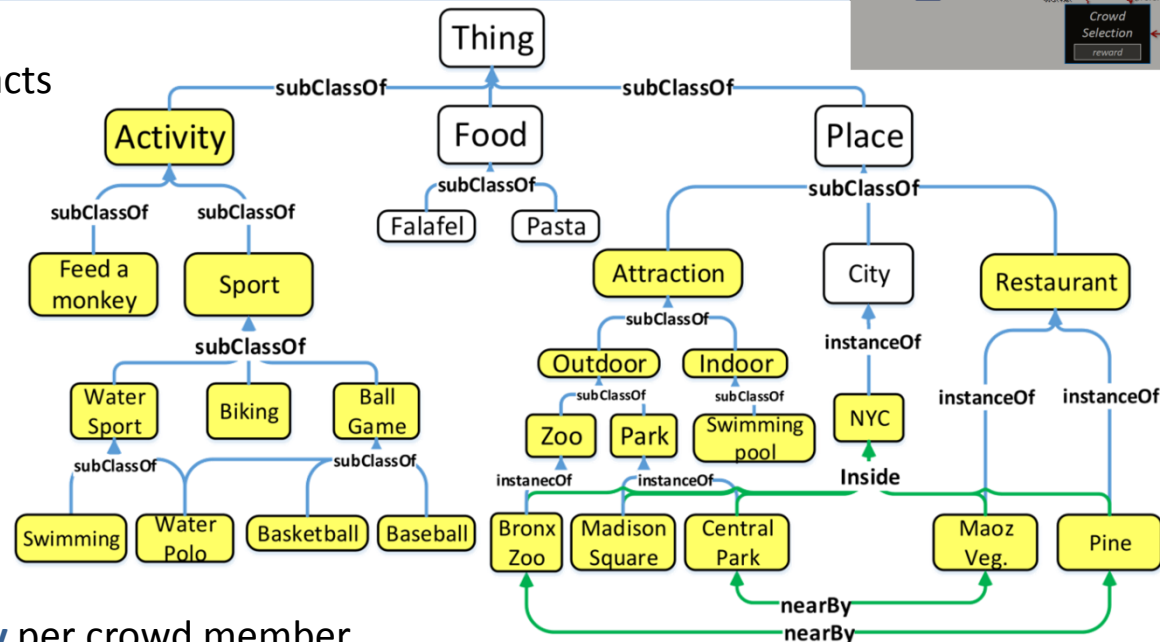 Crowd
Selection
reward
Thing
acts
subClassOf
subClassOf
Activity
Food
Place
subClassOf
subClassOf
subClassOf
subClassOf
Falafel
Pasta
Feed a
monkey
Sport
Attraction
City
Restaurant
subClassOf
instanceOf
subClassOf
Outdoor
Indoor
Water
Sport
Biking
Ball
Game
subClassOf
subClassOf
instanceOf
instanceOf
Zoo
Park
Swimming
pool
NYC
subClassOf
subClassOf
instanecOf
instanceOf
Inside
Swimming
Water
Polo
Basketball
Baseball
Bronx
Zoo
Madison
Square
Central
Park
Maoz
Veg.
Pine
nearBy
nearBy
per crowd member